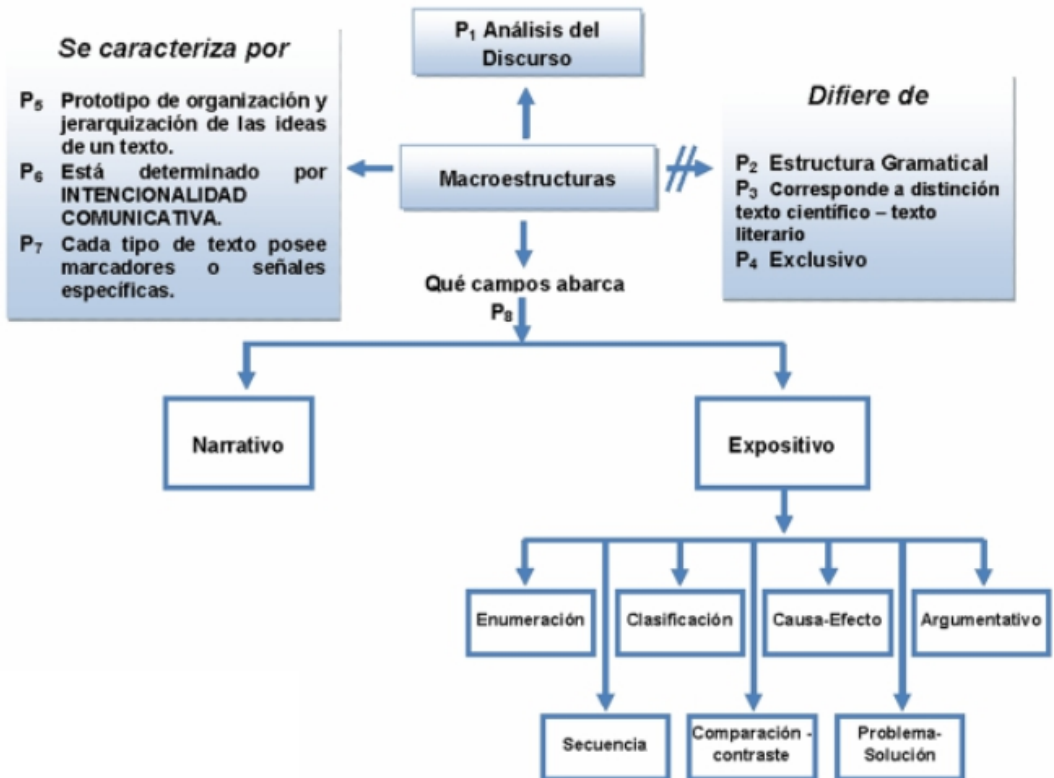 P₁ Análisis del
Discurso
Se caracteriza por
P₅ Prototipo de organización y
jerarquización de las ideas
de un texto.
P₆ Está determinado por
INTENCIONALIDAD
COMUNICATIVA.
P₇ Cada tipo de texto posee
marcadores o señales
específicas.
Macroestructuras
Difiere de
P₂ Estructura Gramatical
P₃ Corresponde a distinción
texto científico – texto
literario
P₄ Exclusivo
Qué campos abarca
P₈
Narrativo
Expositivo
Enumeración
Clasificación
Causa-Efecto
Argumentativo
Secuencia
Comparación -
contraste
Problema-
Solución